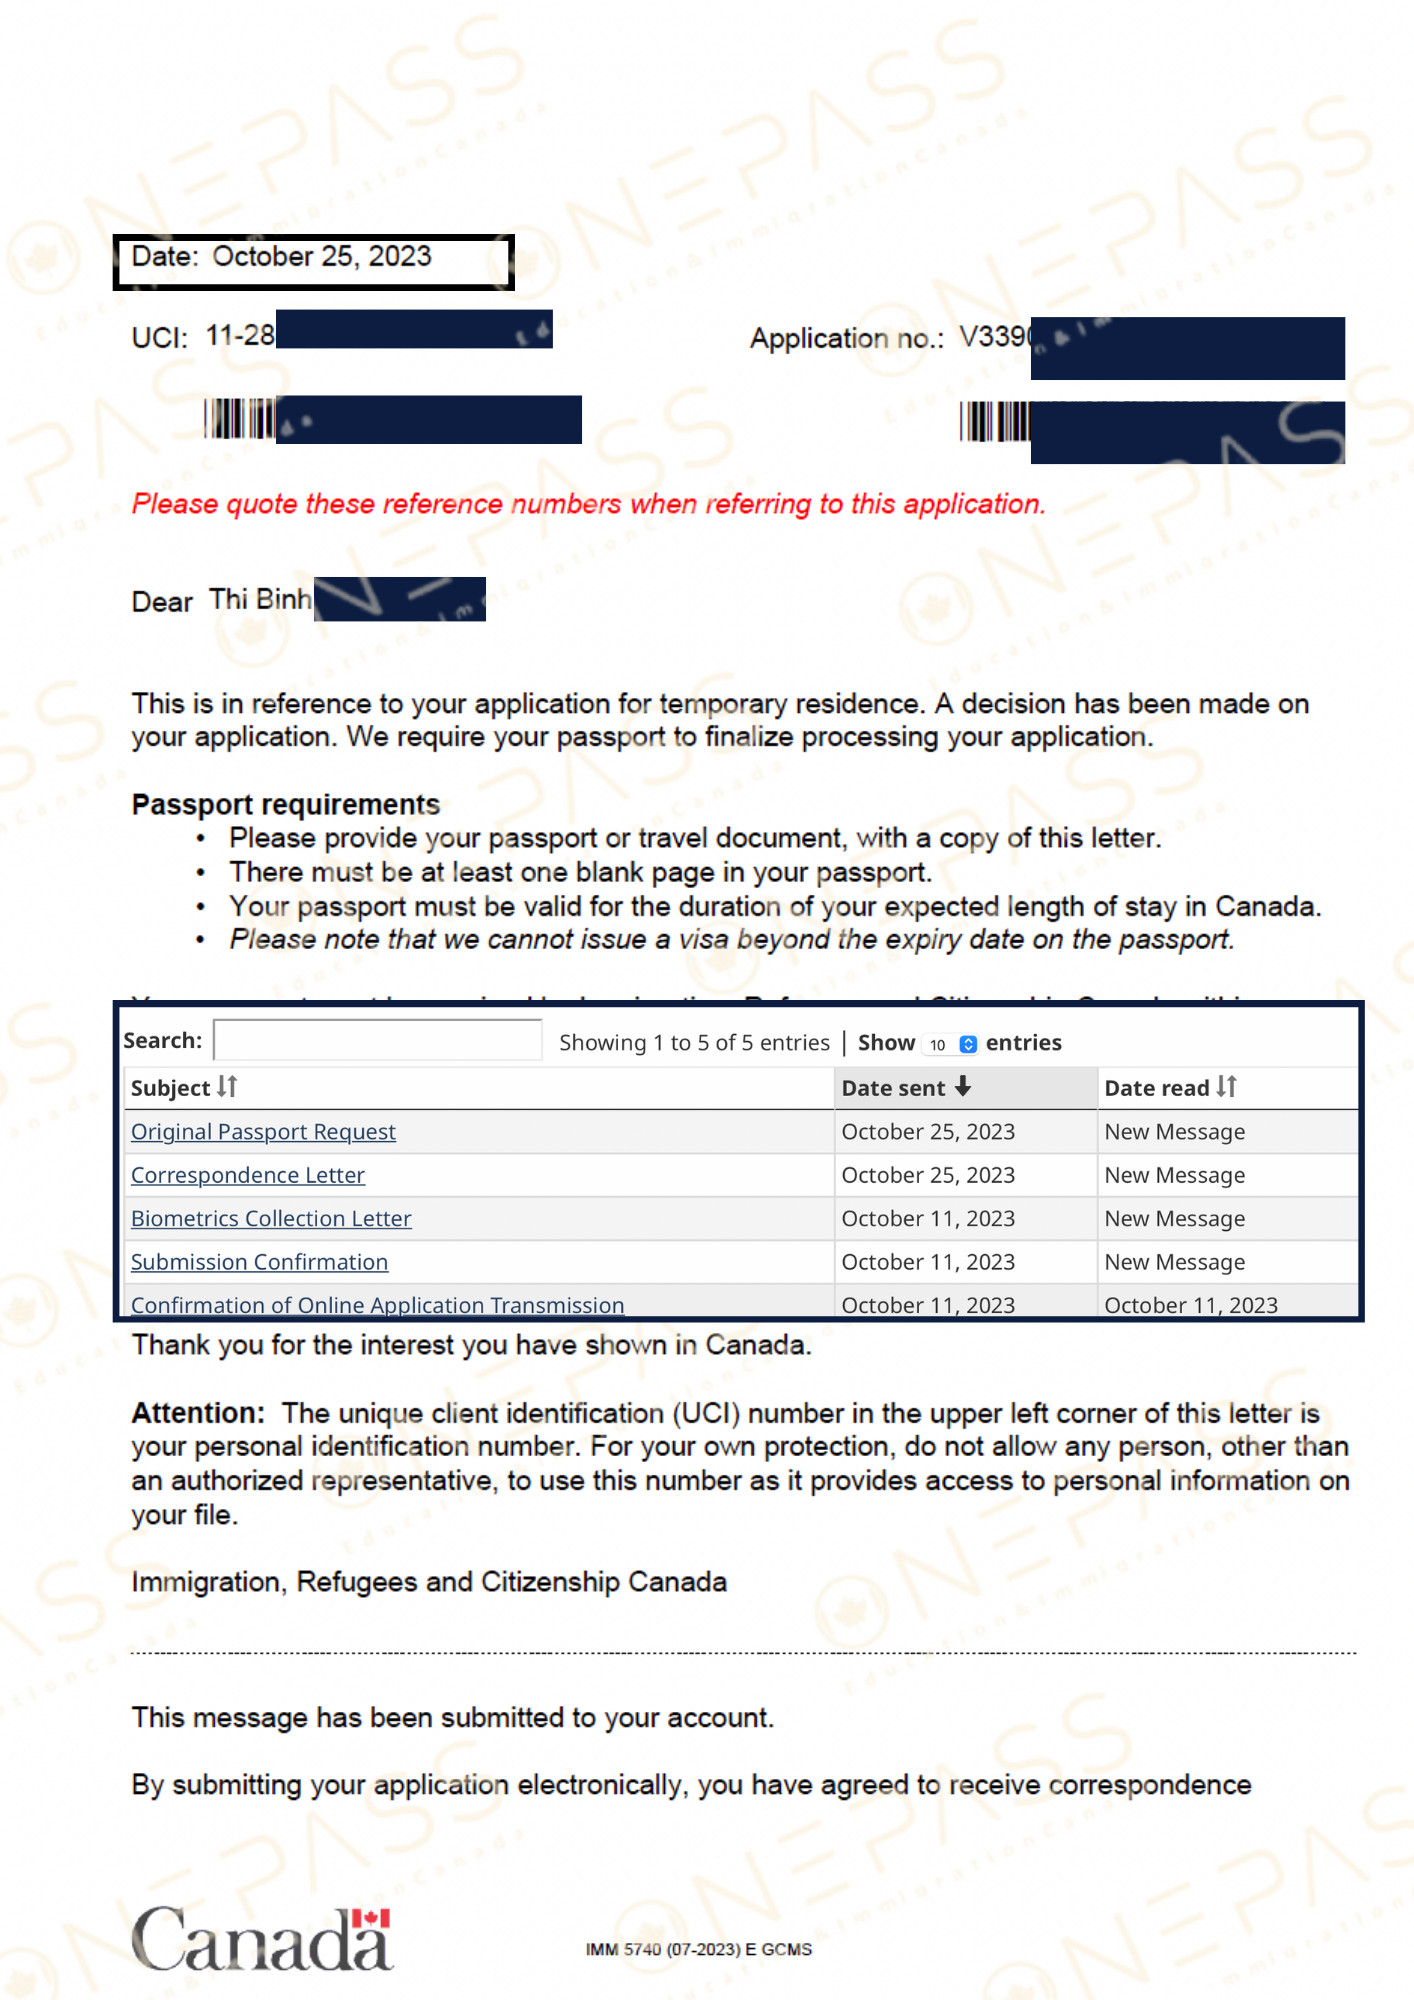 Date: October 25, 2023
UCI: 11-28 Application no.: V339
Please quote these reference numbers when referring to this application.
Dear Thi Binh
This is in reference to your application for temporary residence. A decision has been made on
your application. We require your passport to finalize processing your application.
Passport requirements
• Please provide your passport or travel document, with a copy of this letter.
• There must be at least one blank page in your passport.
• Your passport must be valid for the duration of your expected length of stay in Canada.
• Please note that we cannot issue a visa beyond the expiry date on the passport.
Search: Showing 1 to 5 of 5 entries | Show 10 entries
Subject Date sent Date read
Original Passport Request October 25, 2023 New Message
Correspondence Letter October 25, 2023 New Message
Biometrics Collection Letter October 11, 2023 New Message
Submission Confirmation October 11, 2023 New Message
Confirmation of Online Application Transmission October 11, 2023 October 11, 2023
Thank you for the interest you have shown in Canada.
Attention: The unique client identification (UCI) number in the upper left corner of this letter is
your personal identification number. For your own protection, do not allow any person, other than
an authorized representative, to use this number as it provides access to personal information on
your file.
Immigration, Refugees and Citizenship Canada
This message has been submitted to your account.
By submitting your application electronically, you have agreed to receive correspondence
Canada
IMM 5740 (07-2023) E GCMS
ONEPASS
Education & Immigration Canada